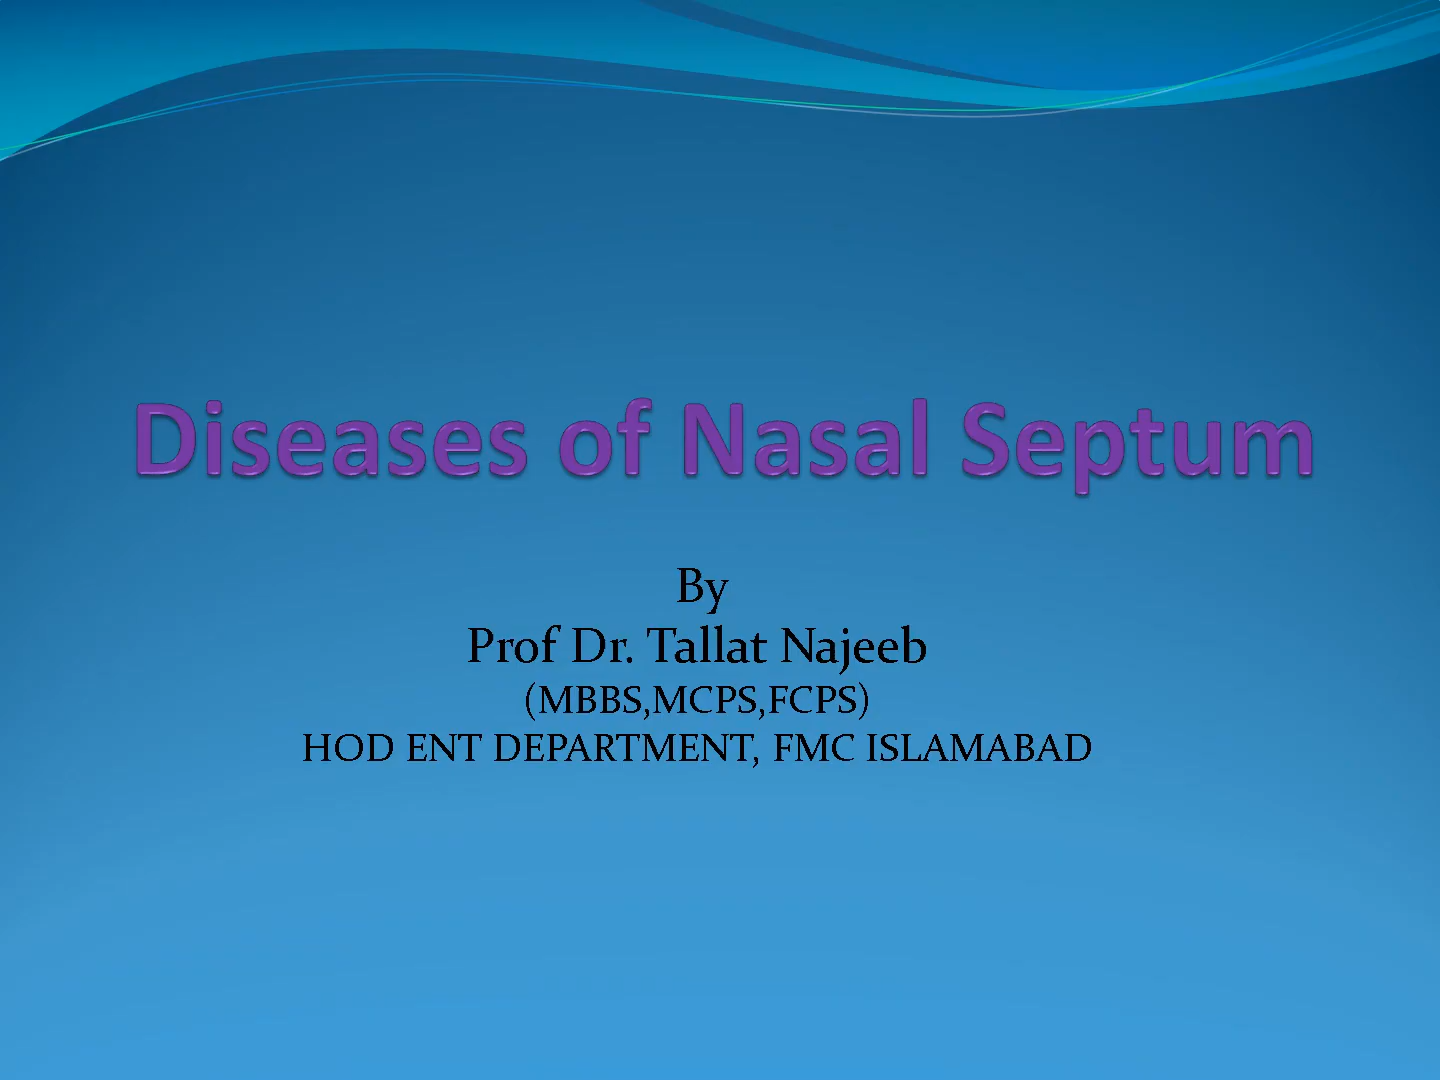 Diseases of Nasal Septum
By
Prof Dr. Tallat Najeeb
(MBBS,MCPS,FCPS)
HOD ENT DEPARTMENT, FMC ISLAMABAD